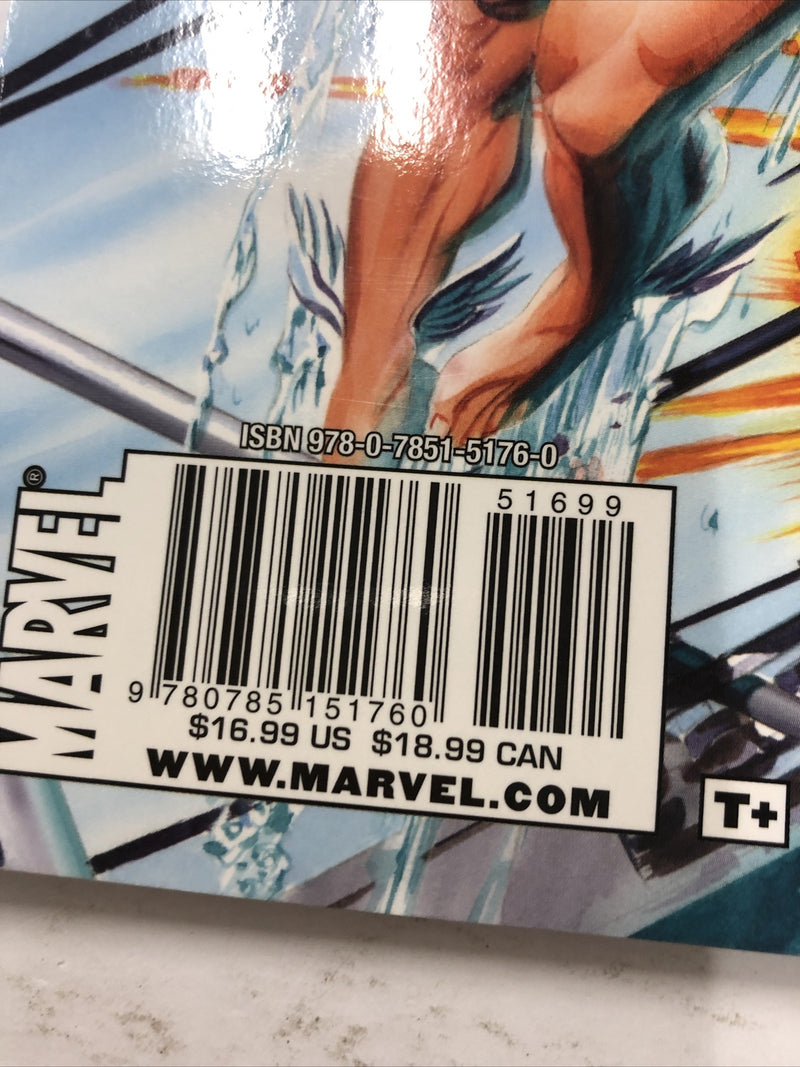 ISBN 978-0-7851-5176-0
51699
MARVEL®
9 780785 151760
$16.99 US $18.99 CAN
WWW.MARVEL.COM
T+